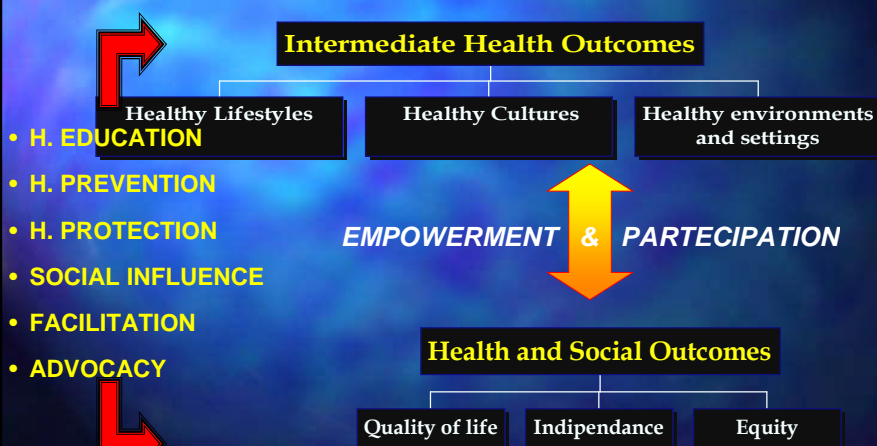 Intermediate Health Outcomes
Healthy Lifestyles
Healthy Cultures
Healthy environments
and settings
• H. EDUCATION
• H. PREVENTION
• H. PROTECTION
• SOCIAL INFLUENCE
• FACILITATION
• ADVOCACY
EMPOWERMENT & PARTECIPATION
Health and Social Outcomes
Quality of life
Indipendance
Equity